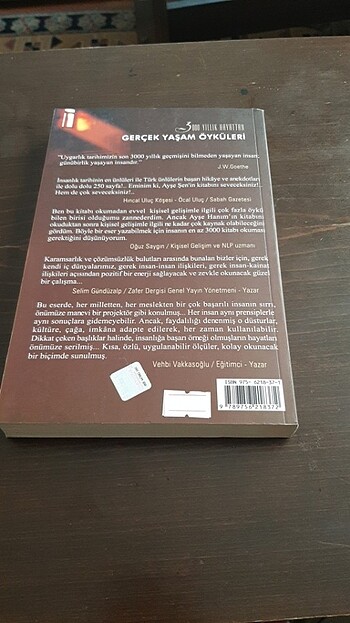 3000 YILLIK HAYATTAN
GERÇEK YAŞAM ÖYKÜLERİ
"Uygarlık tarihimizin son 3000 yıllık geçmişini bilmeden yaşayan insan,
günübirlik yaşayan insandır."
J.W.Goethe
İnsanlık tarihinin en ünlüleri ile Türk ünlülerin başarı hikâye ve anekdotları
ile dolu dolu 250 sayfa!.. Eminim ki, Ayşe Şen'in kitabını seveceksiniz!..
Hem de çok seveceksiniz!..
Hıncal Uluç Köşesi - Öcal Uluç / Sabah Gazetesi
Ben bu kitabı okumadan evvel kişisel gelişimle ilgili çok fazla öykü
bilen birisi olduğumu zannederdim. Ancak Ayşe Hanım'ın kitabını
okuduktan sonra kişisel gelişimle ilgili ne kadar çok kaynak olabileceğini
gördüm. Böyle bir eser yazabilmek için insanın en az 3000 kitabı okuması
gerektiğini düşünüyorum.
Oğuz Saygın / Kişisel Gelişim ve NLP uzmanı
Karamsarlık ve çözümsüzlük bulutları arasında bunalan bizler için, gerek
kendi iç dünyalarımız, gerek insan-insan ilişkileri, gerek insan-kainat
ilişkileri açısından pozitif bir enerji sağlayacak ve zevkle okunacak güzel
bir çalışma...
Selim Gündüzalp / Zafer Dergisi Genel Yayın Yönetmeni - Yazar
Bu eserde, her milletten, her meslekten bir çok başarılı insanın sırrı,
önümüze manevi bir projektör gibi konulmuş... Her insan aynı prensiplerle
aynı sonuçlara gidemeyebilir. Ancak, faydalılığı denenmiş o düsturlar,
kültüre, çağa, imkâna adapte edilerek, her zaman kullanılabilir.
Dikkat çeken başlıklar halinde, insanlığa başarı örneği olmuşların hayatları
önümüze serilmiş... Kısa, özlü, uygulanabilir ölçüler, kolay okunacak
bir biçimde sunulmuş.
Vehbi Vakkasoğlu / Eğitimci - Yazar
ISBN 975-6218-37-1
9 789756 218372